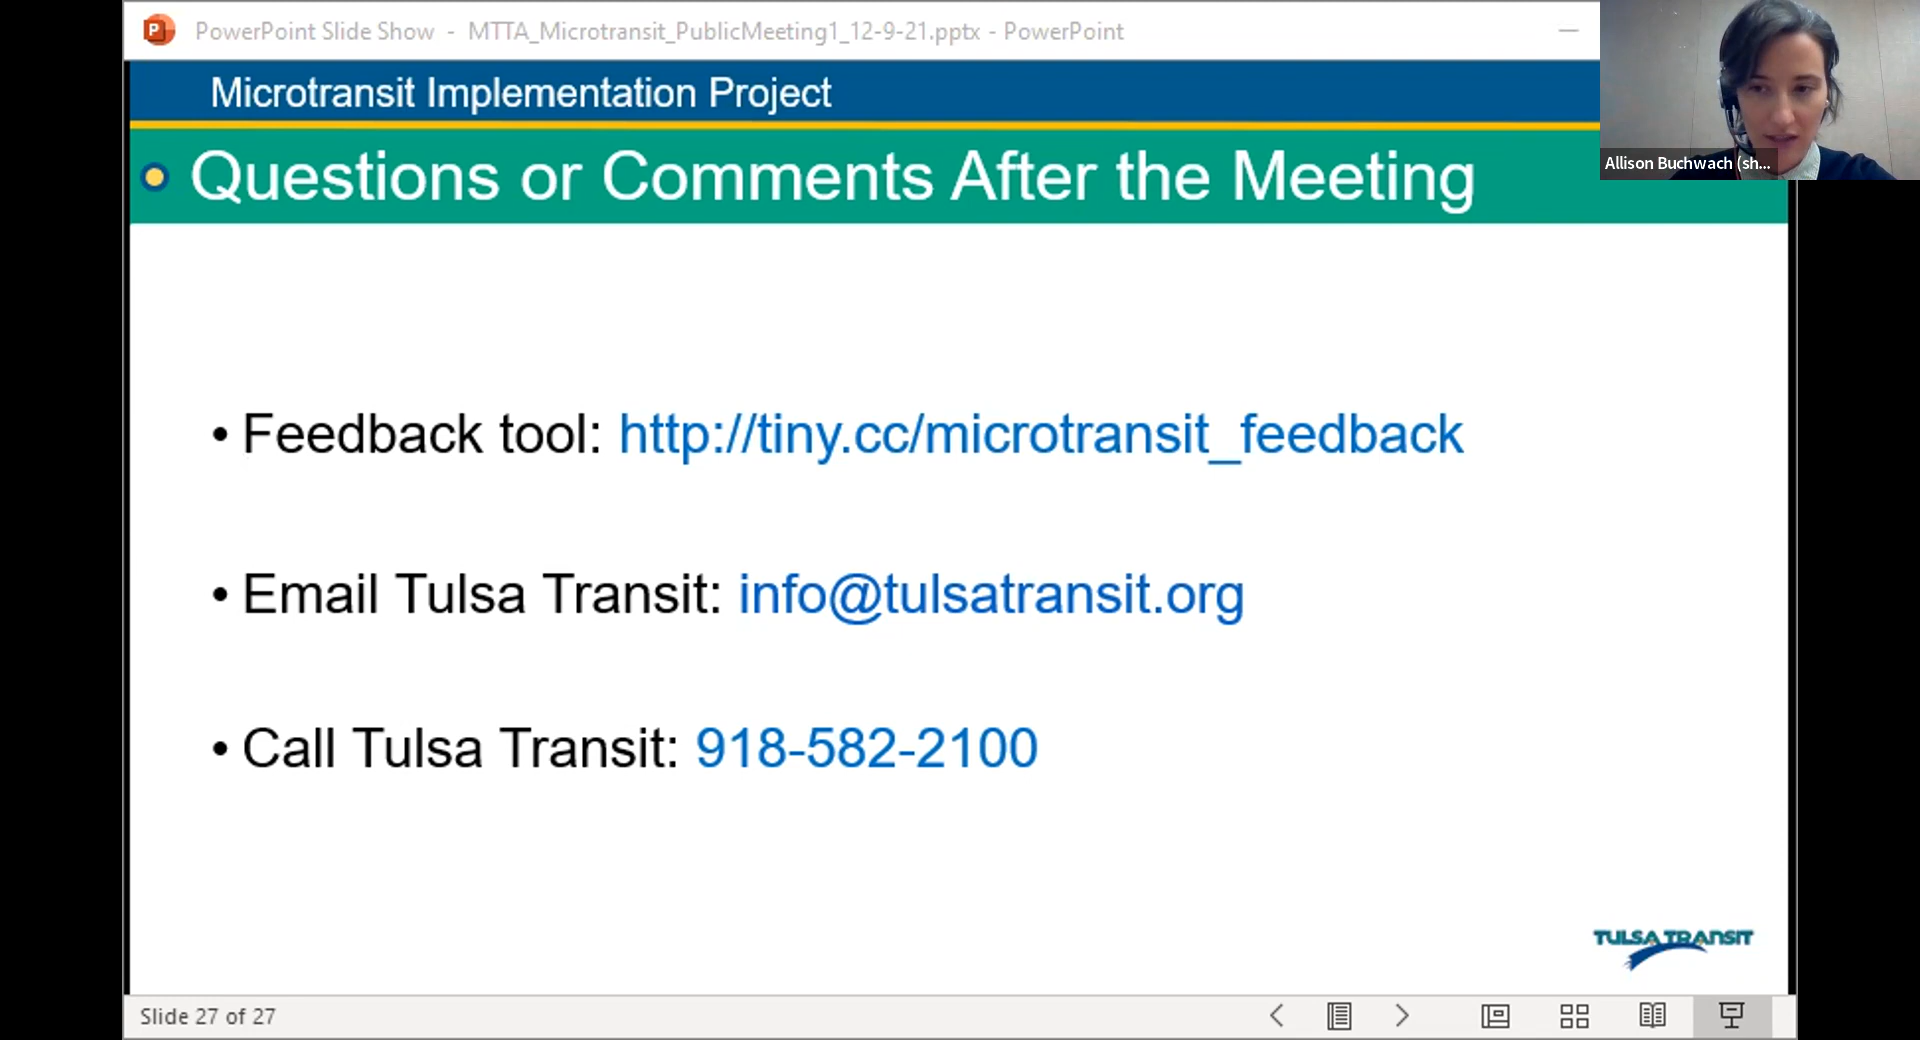 PowerPoint Slide Show - MTTA_Microtransit_PublicMeeting1_12-9-21.pptx - PowerPoint
Microtransit Implementation Project
Allison Buchwach (sh...
Questions or Comments After the Meeting
• Feedback tool: http://tiny.cc/microtransit_feedback
• Email Tulsa Transit: info@tulsatransit.org
• Call Tulsa Transit: 918-582-2100
TULSA TRANSIT
Slide 27 of 27